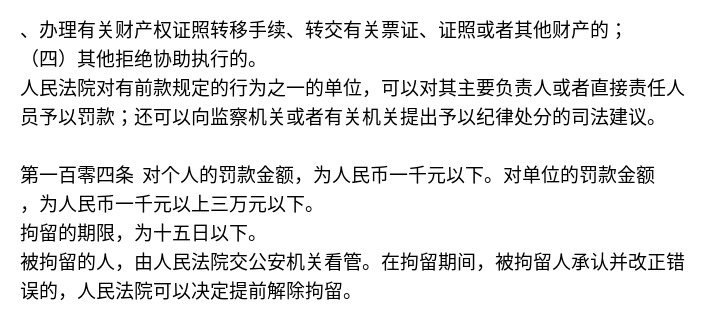 、办理有关财产权证照转移手续、转交有关票证、证照或者其他财产的；
（四）其他拒绝协助执行的。
人民法院对有前款规定的行为之一的单位，可以对其主要负责人或者直接责任人
员予以罚款；还可以向监察机关或者有关机关提出予以纪律处分的司法建议。
第一百零四条 对个人的罚款金额，为人民币一千元以下。对单位的罚款金额
，为人民币一千元以上三万元以下。
拘留的期限，为十五日以下。
被拘留的人，由人民法院交公安机关看管。在拘留期间，被拘留人承认并改正错
误的，人民法院可以决定提前解除拘留。